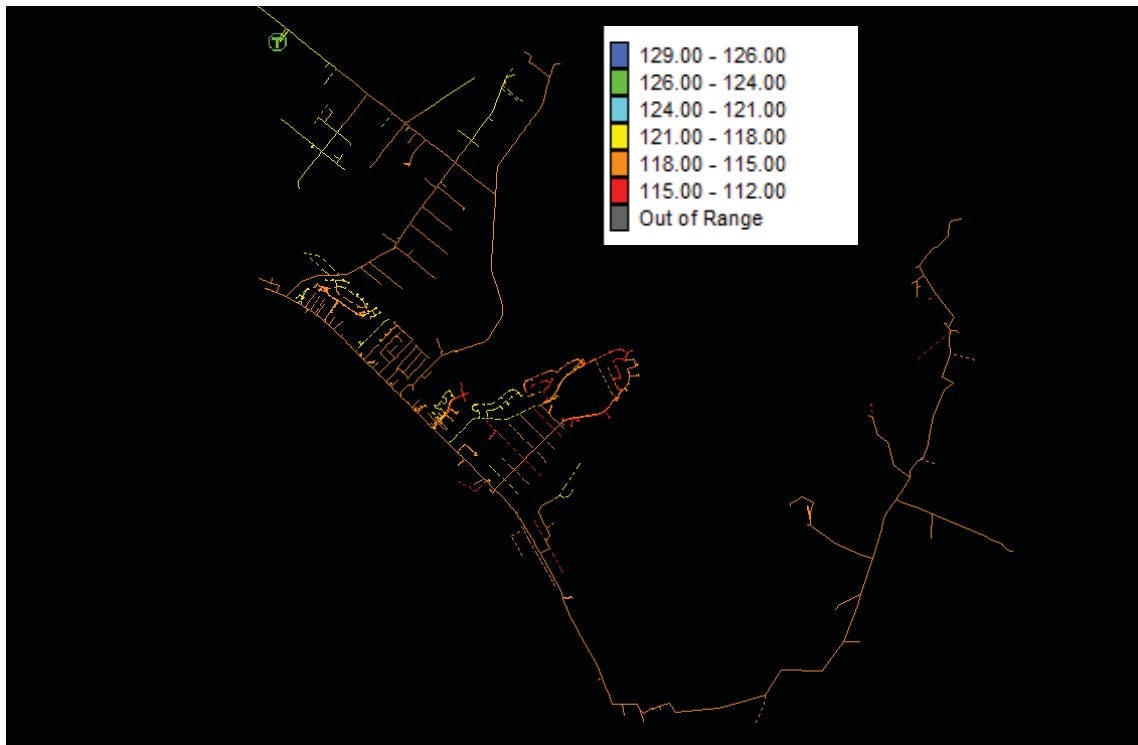 T
129.00 - 126.00
126.00 - 124.00
124.00 - 121.00
121.00 - 118.00
118.00 - 115.00
115.00 - 112.00
Out of Range